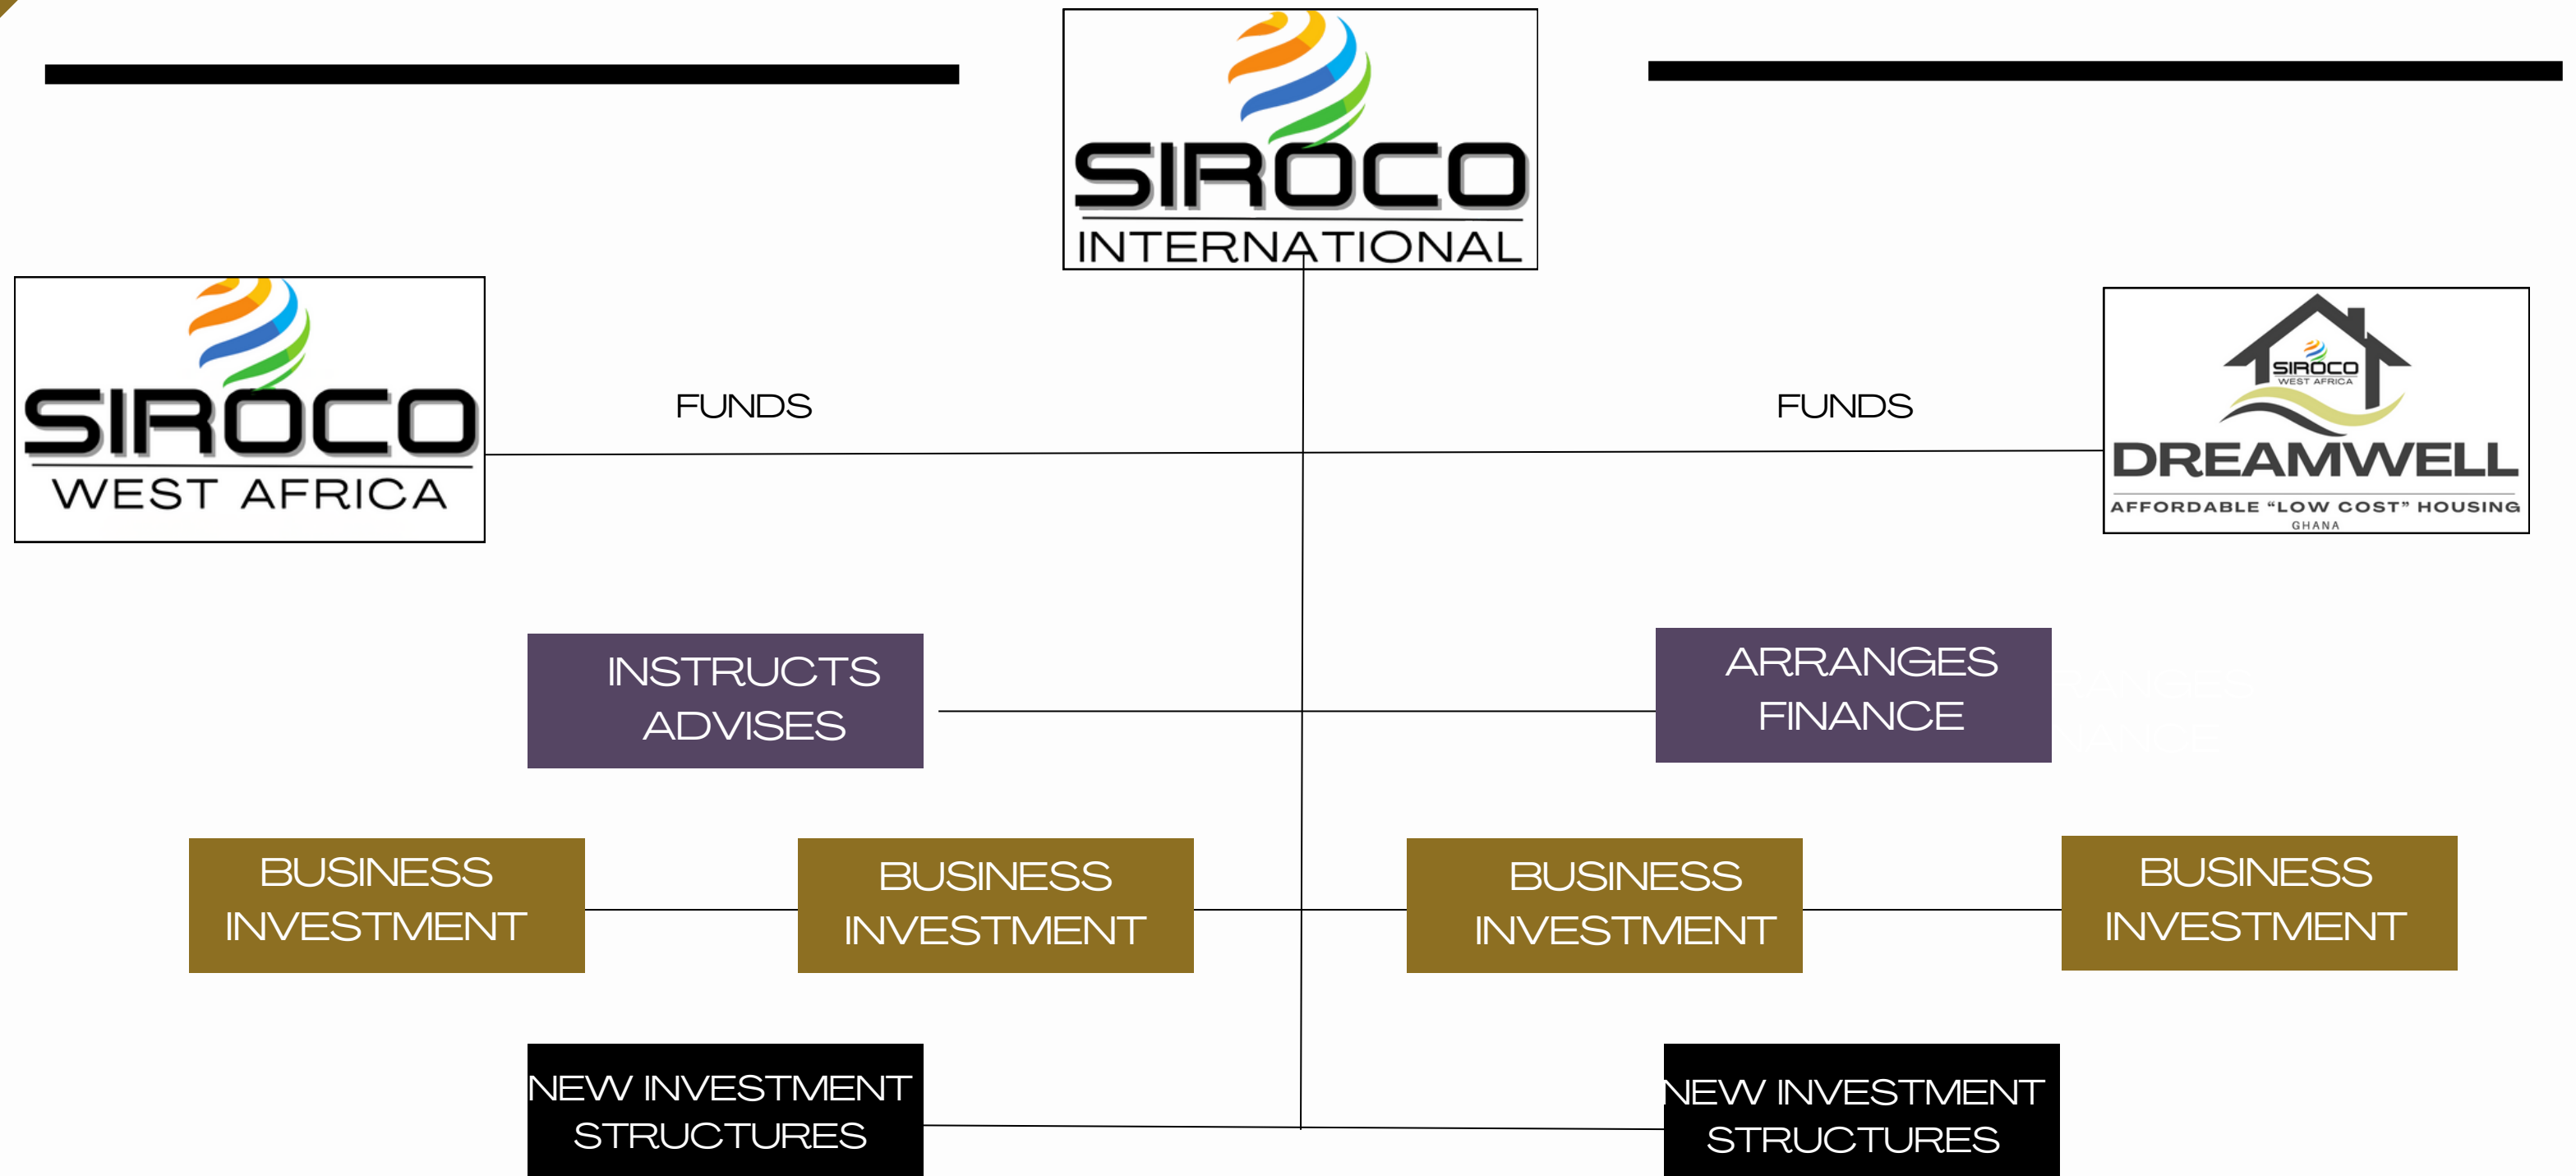 SIROCO
INTERNATIONAL
SIROCO
WEST AFRICA
FUNDS
FUNDS
SIROCO
WEST AFRICA
DREAMWELL
AFFORDABLE “LOW COST” HOUSING
GHANA
INSTRUCTS
ADVISES
ARRANGES
FINANCE
BUSINESS
INVESTMENT
BUSINESS
INVESTMENT
BUSINESS
INVESTMENT
BUSINESS
INVESTMENT
NEW INVESTMENT
STRUCTURES
NEW INVESTMENT
STRUCTURES